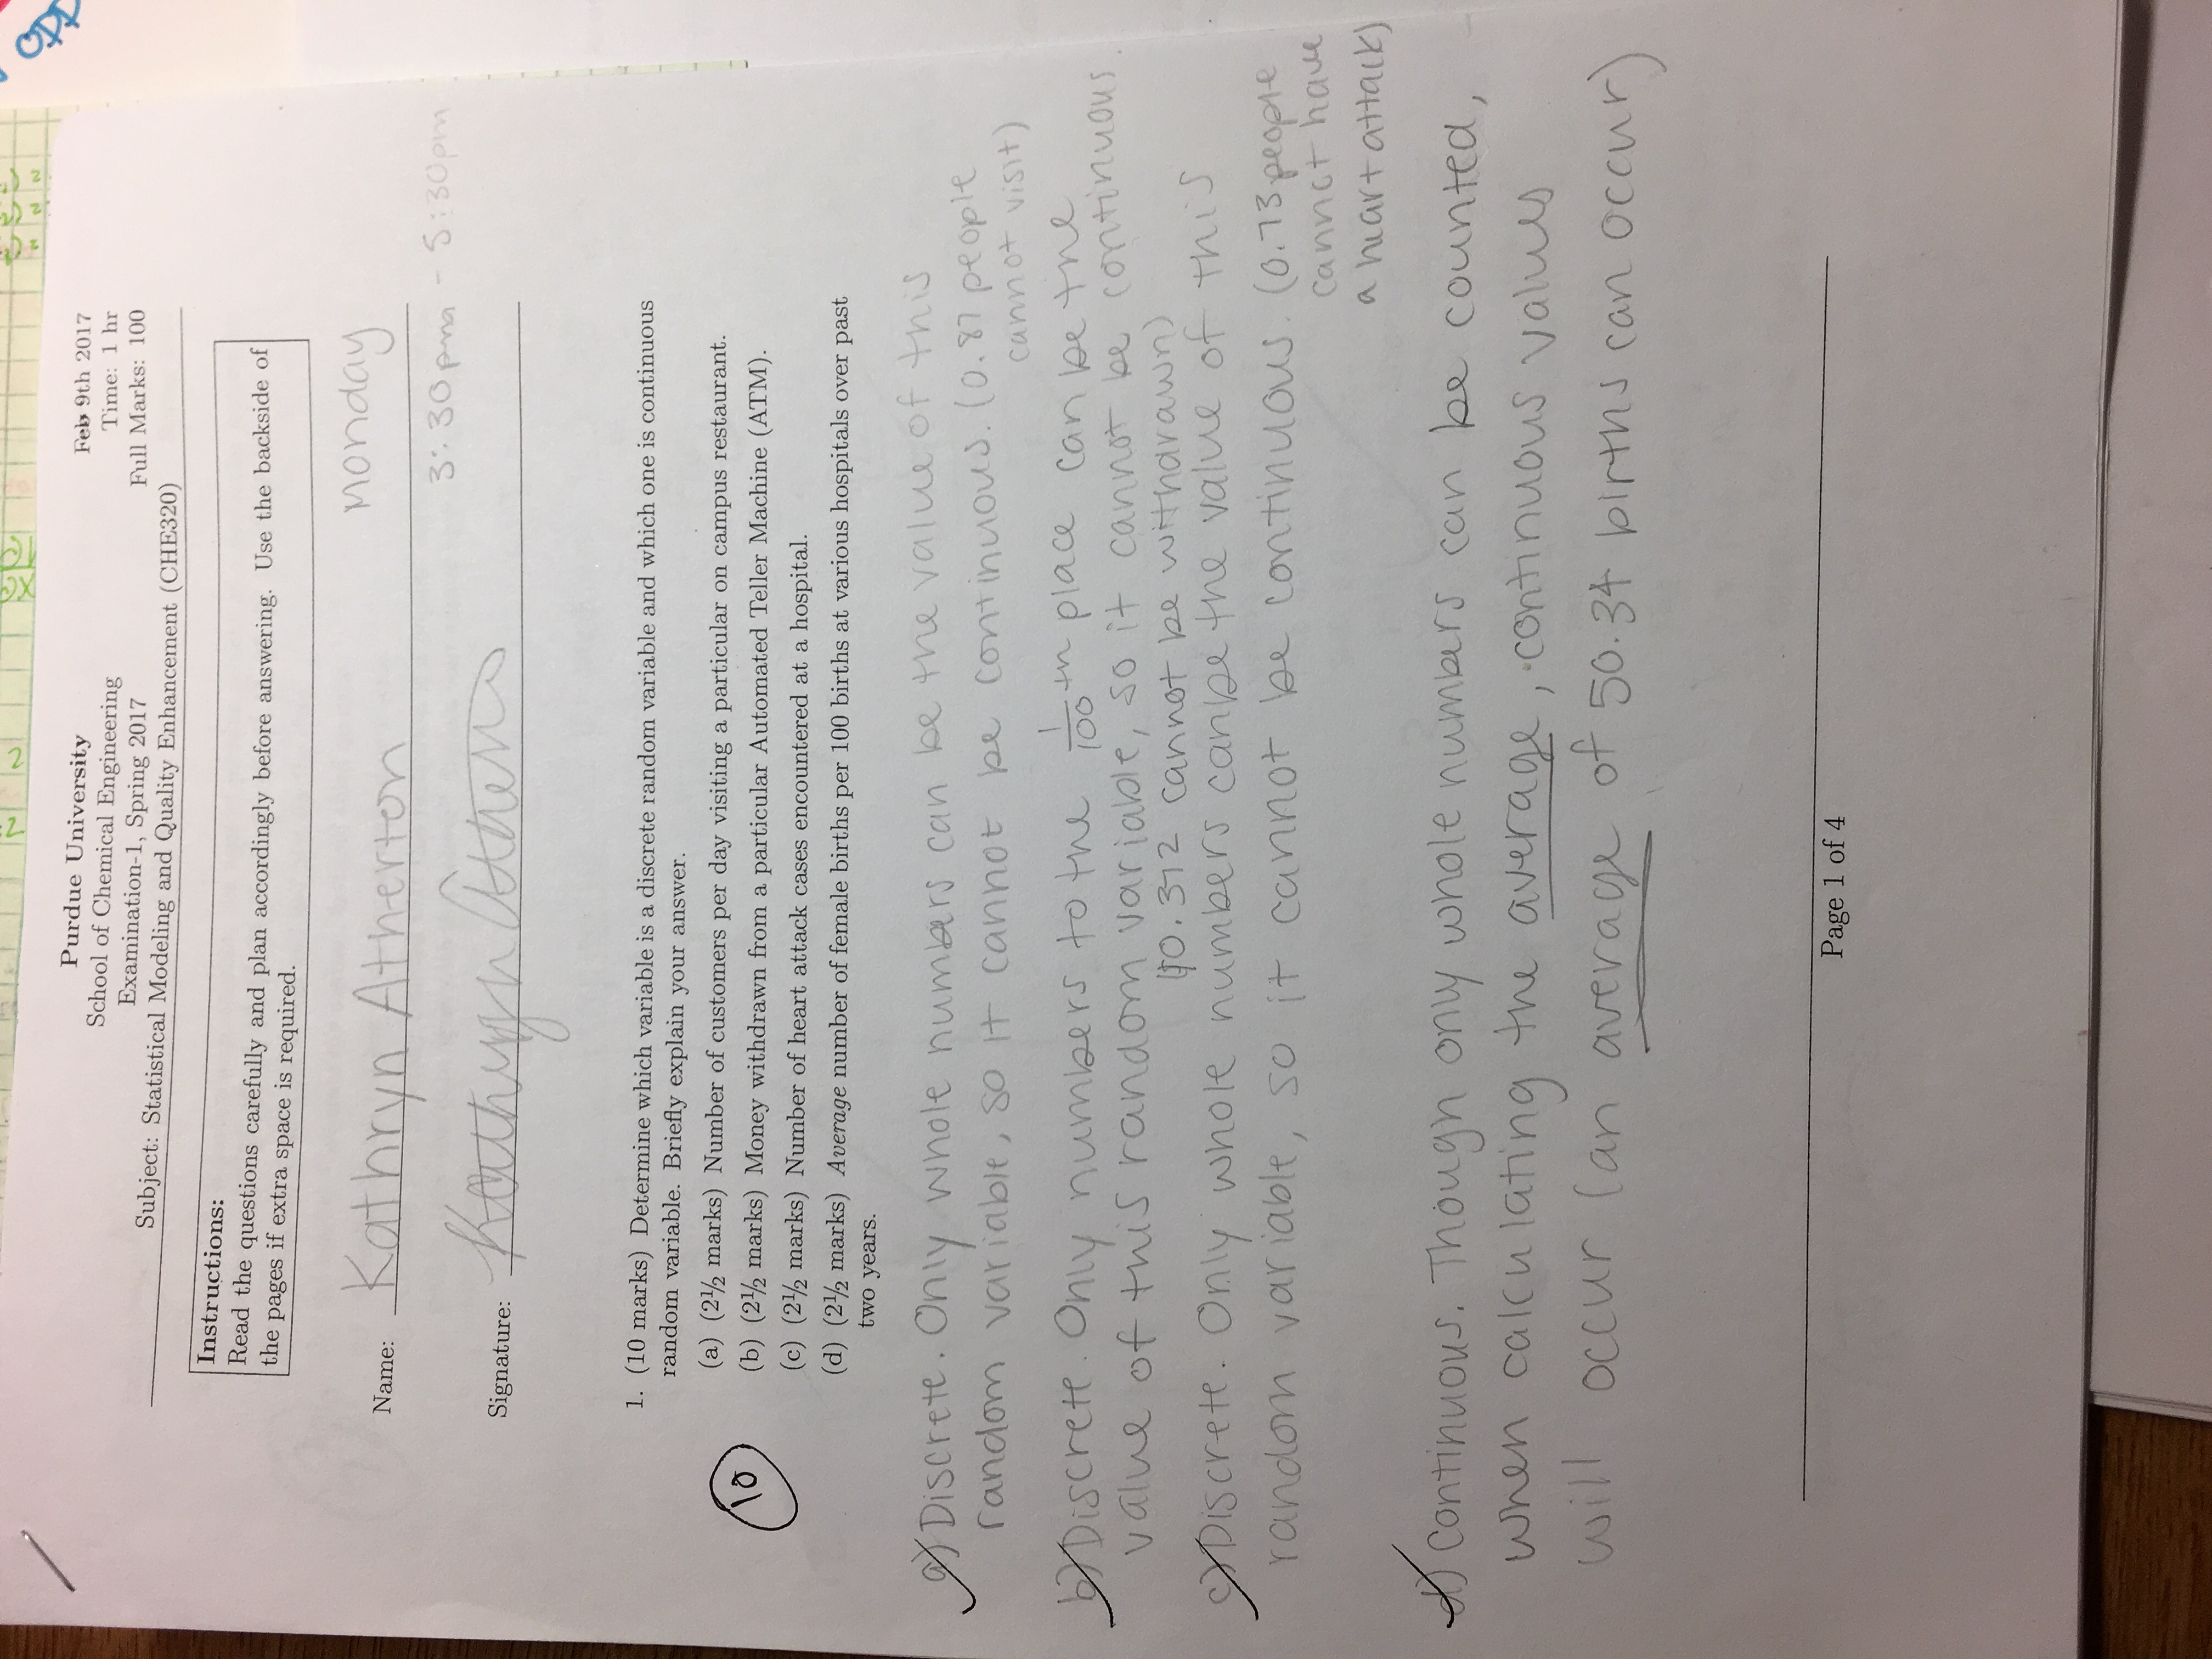 Purdue University
School of Chemical Engineering
Examination-1, Spring 2017
Subject: Statistical Modeling and Quality Enhancement (CHE320)
Feb 9th 2017
Time: 1 hr
Full Marks: 100
Instructions:
Read the questions carefully and plan accordingly before answering. Use the backside of
the pages if extra space is required.
Monday
Name: Kathryn Atherton
3:30pm - 5:30pm
Signature: Kathryn
1. (10 marks) Determine which variable is a discrete random variable and which one is continuous
random variable. Briefly explain your answer.
(a) (2½ marks) Number of customers per day visiting a particular on campus restaurant.
10
(b) (2½ marks) Money withdrawn from a particular Automated Teller Machine (ATM).
(c) (2½ marks) Number of heart attack cases encountered at a hospital.
(d) (2½ marks) Average number of female births per 100 births at various hospitals over past
two years.
a) Discrete. Only whole numbers can be the value of this
random variable, so it cannot be continuous. (0.87 people
cannot visit)
b) Discrete. Only numbers to the 1/100 th place can be the
value of this random variable, so it cannot be continuous.
($0.372 cannot be withdrawn)
c) Discrete. Only whole numbers can be the value of this
random variable, so it cannot be continuous. (0.73 people
cannot have
a heart attack)
d) Continuous. Though only whole numbers can be counted,
when calculating the average, continuous values
will occur (an average of 50.34 births can occur)
Page 1 of 4